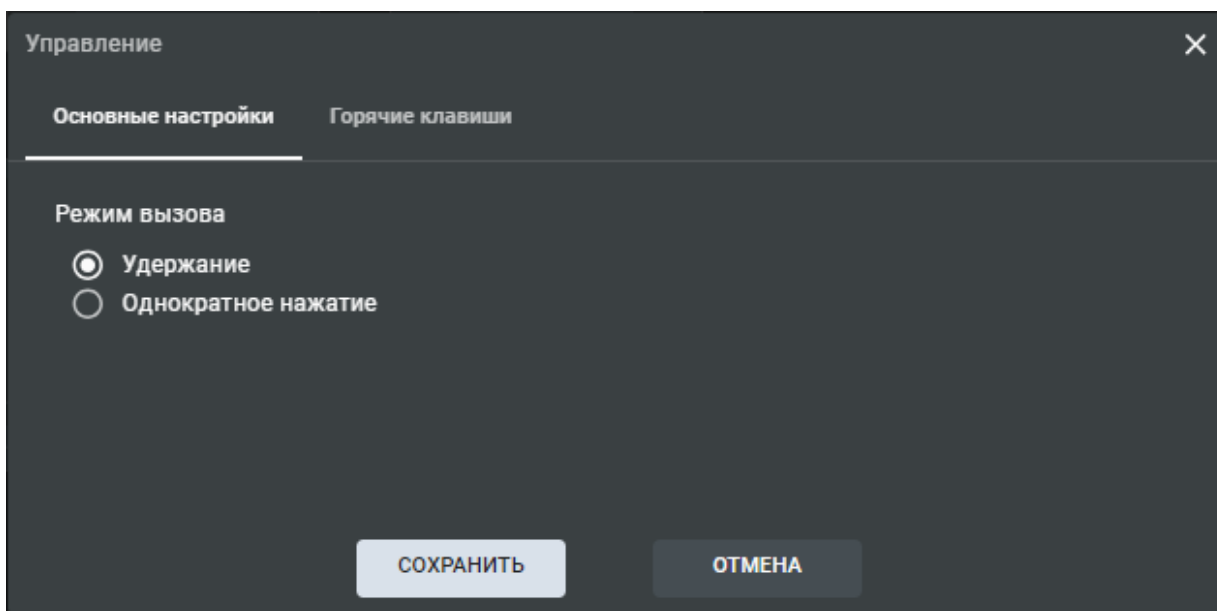 Управление
Основные настройки Горячие клавиши
Режим вызова
Удержание
Однократное нажатие
СОХРАНИТЬ ОТМЕНА